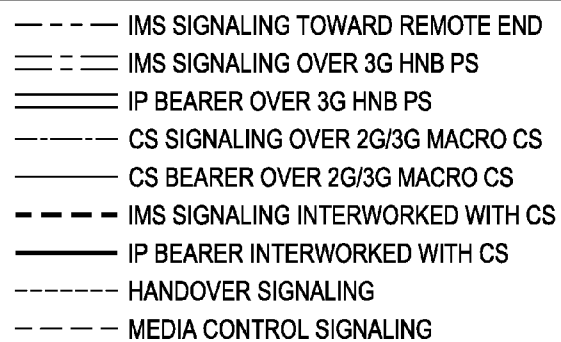 IMS SIGNALING TOWARD REMOTE END
IMS SIGNALING OVER 3G HNB PS
IP BEARER OVER 3G HNB PS
CS SIGNALING OVER 2G/3G MACRO CS
CS BEARER OVER 2G/3G MACRO CS
IMS SIGNALING INTERWORKED WITH CS
IP BEARER INTERWORKED WITH CS
HANDOVER SIGNALING
MEDIA CONTROL SIGNALING